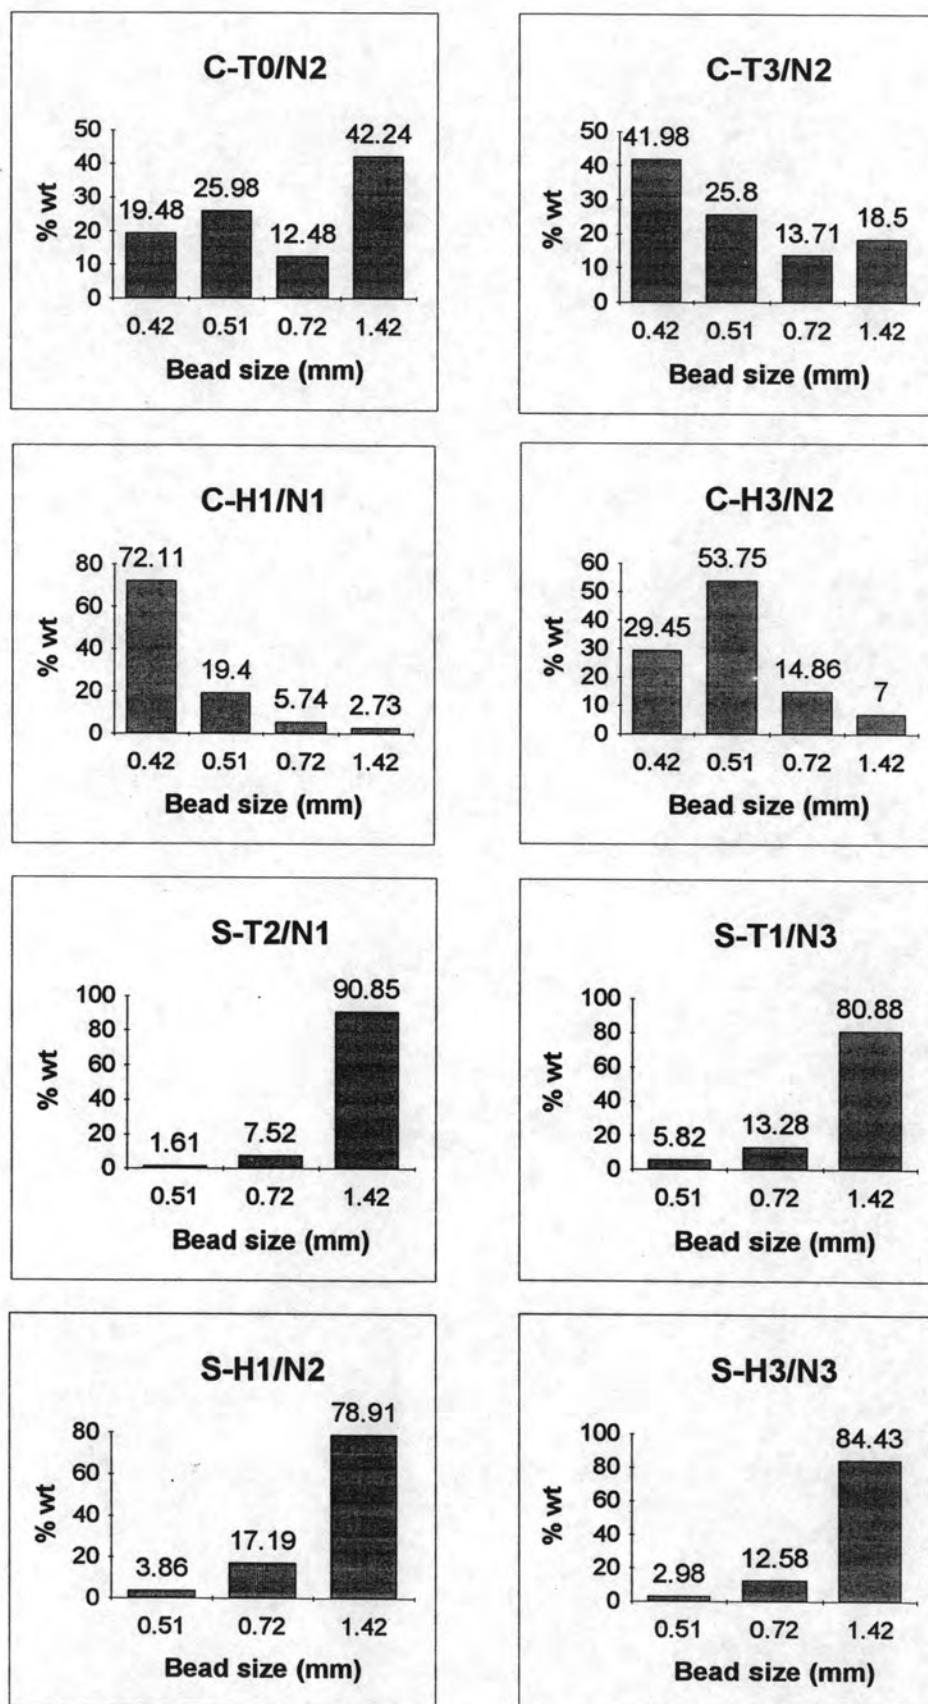 C-T0/N2
% wt
50
40
30
20
10
0
19.48
25.98
12.48
42.24
0.42 0.51 0.72 1.42
Bead size (mm)
C-T3/N2
% wt
50
40
30
20
10
0
41.98
25.8
13.71
18.5
0.42 0.51 0.72 1.42
Bead size (mm)
C-H1/N1
% wt
80
60
40
20
0
72.11
19.4
5.74
2.73
0.42 0.51 0.72 1.42
Bead size (mm)
C-H3/N2
% wt
60
50
40
30
20
10
0
29.45
53.75
14.86
7
0.42 0.51 0.72 1.42
Bead size (mm)
S-T2/N1
% wt
100
80
60
40
20
0
1.61
7.52
90.85
0.51 0.72 1.42
Bead size (mm)
S-T1/N3
% wt
100
80
60
40
20
0
5.82
13.28
80.88
0.51 0.72 1.42
Bead size (mm)
S-H1/N2
% wt
80
60
40
20
0
3.86
17.19
78.91
0.51 0.72 1.42
Bead size (mm)
S-H3/N3
% wt
100
80
60
40
20
0
2.98
12.58
84.43
0.51 0.72 1.42
Bead size (mm)